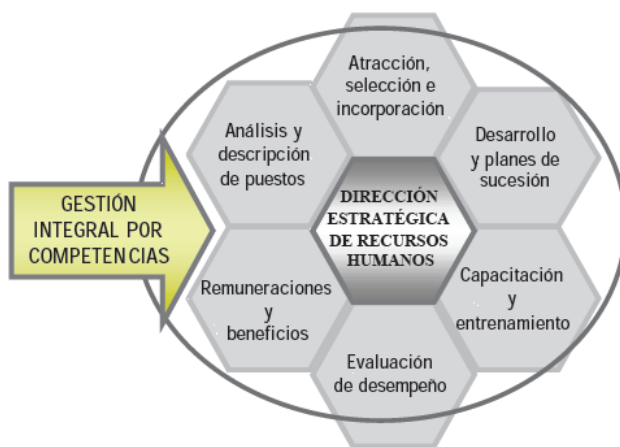 Atracción,
selección e
incorporación
Análisis y
descripción
de puestos
Desarrollo
y planes de
sucesión
DIRECCIÓN
ESTRATÉGICA
DE RECURSOS
HUMANOS
GESTIÓN
INTEGRAL POR
COMPETENCIAS
Remuneraciones
y
beneficios
Capacitación
y
entrenamiento
Evaluación
de desempeño